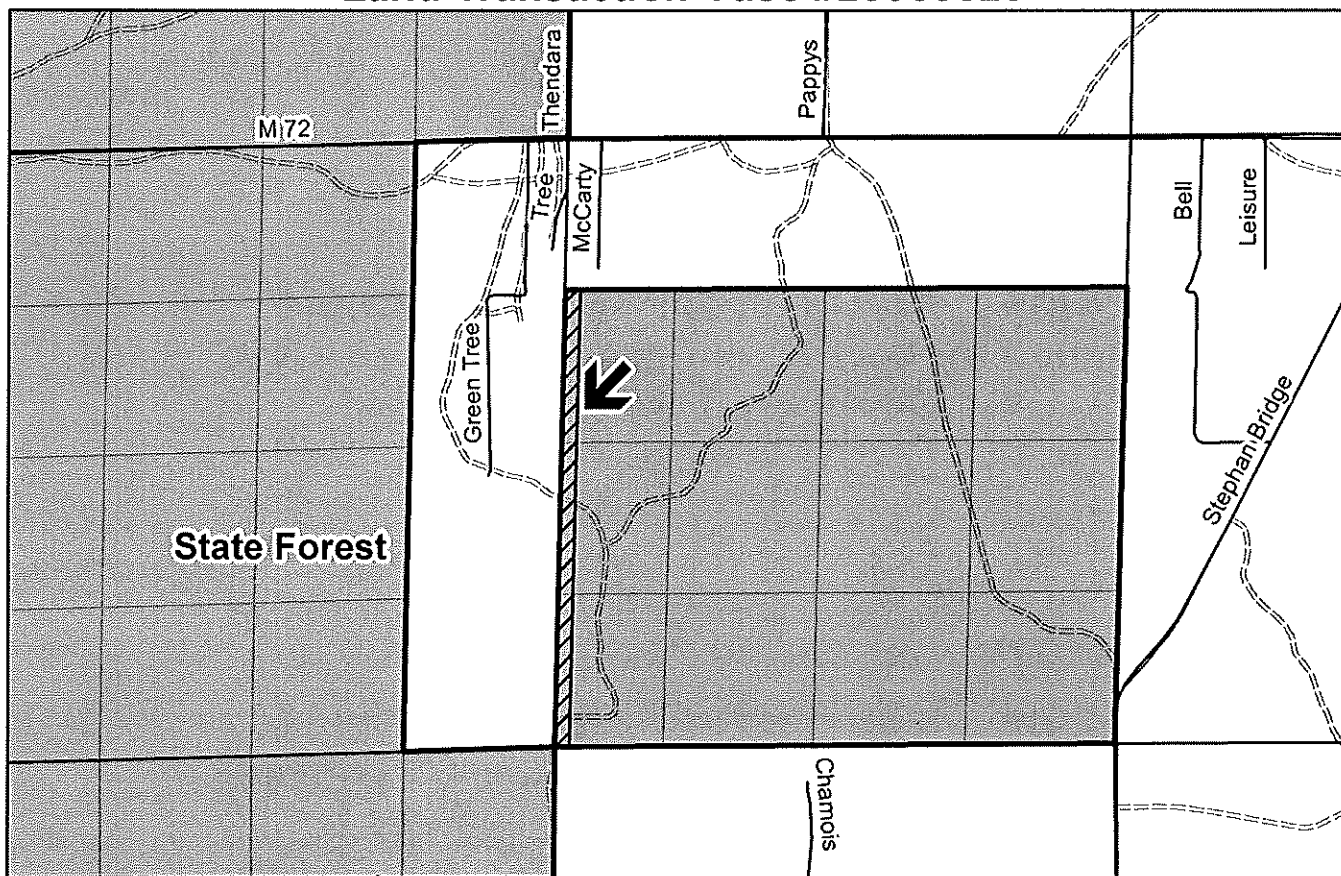 Thendara
Pappys
M 72
Tree
McCarty
Bell
Leisure
Green Tree
Stephan Bridge
State Forest
Chamois